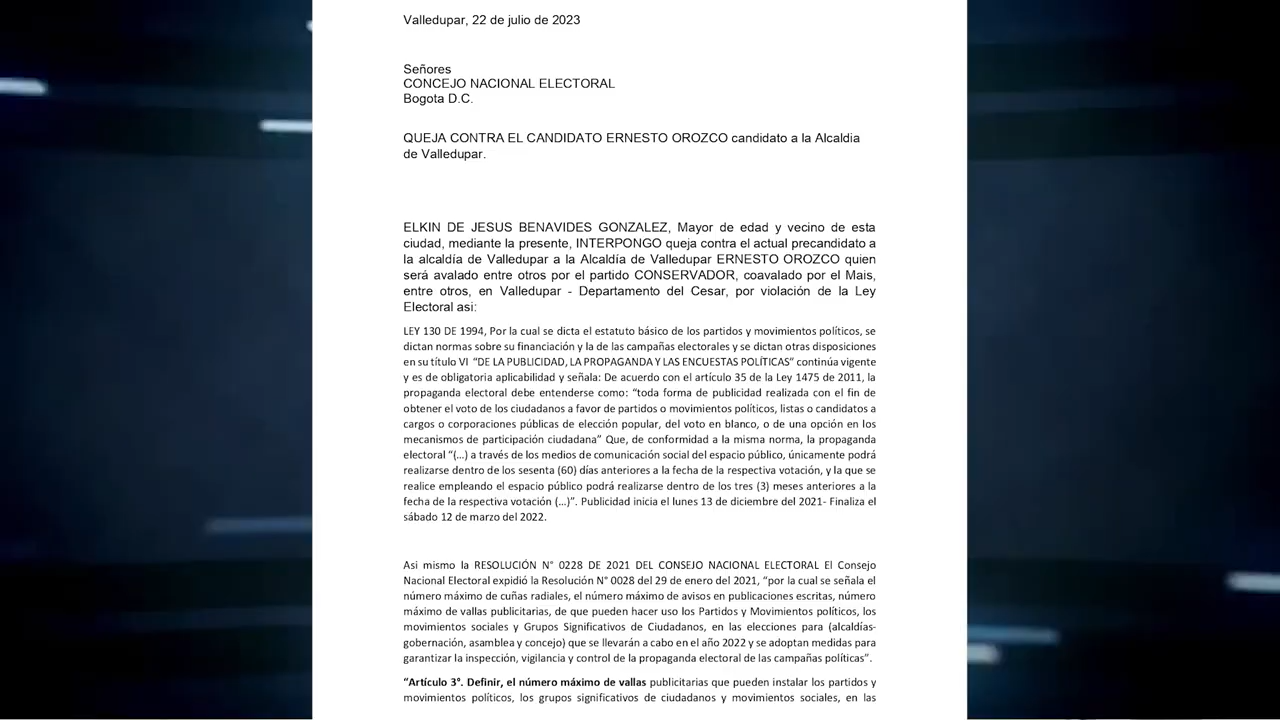 Valledupar, 22 de julio de 2023
Señores
CONCEJO NACIONAL ELECTORAL
Bogota D.C.
QUEJA CONTRA EL CANDIDATO ERNESTO OROZCO candidato a la Alcaldia
de Valledupar.
ELKIN DE JESUS BENAVIDES GONZALEZ, Mayor de edad y vecino de esta
ciudad, mediante la presente, INTERPONGO queja contra el actual precandidato a
la alcaldía de Valledupar a la Alcaldía de Valledupar ERNESTO OROZCO quien
será avalado entre otros por el partido CONSERVADOR, coavalado por el Mais,
entre otros, en Valledupar - Departamento del Cesar, por violación de la Ley
Electoral asi:
LEY 130 DE 1994, Por la cual se dicta el estatuto básico de los partidos y movimientos políticos, se
dictan normas sobre su financiación y la de las campañas electorales y se dictan otras disposiciones
en su título VI "DE LA PUBLICIDAD, LA PROPAGANDA Y LAS ENCUESTAS POLÍTICAS" continúa vigente
y es de obligatoria aplicabilidad y señala: De acuerdo con el artículo 35 de la Ley 1475 de 2011, la
propaganda electoral debe entenderse como: "toda forma de publicidad realizada con el fin de
obtener el voto de los ciudadanos a favor de partidos o movimientos políticos, listas o candidatos a
cargos o corporaciones públicas de elección popular, del voto en blanco, o de una opción en los
mecanismos de participación ciudadana" Que, de conformidad a la misma norma, la propaganda
electoral "(...) a través de los medios de comunicación social del espacio público, únicamente podrá
realizarse dentro de los sesenta (60) días anteriores a la fecha de la respectiva votación, y la que se
realice empleando el espacio público podrá realizarse dentro de los tres (3) meses anteriores a la
fecha de la respectiva votación (...)". Publicidad inicia el lunes 13 de diciembre del 2021- Finaliza el
sábado 12 de marzo del 2022.
Asi mismo la RESOLUCIÓN N° 0228 DE 2021 DEL CONSEJO NACIONAL ELECTORAL El Consejo
Nacional Electoral expidió la Resolución N° 0028 del 29 de enero del 2021, "por la cual se señala el
número máximo de cuñas radiales, el número máximo de avisos en publicaciones escritas, número
máximo de vallas publicitarias, de que pueden hacer uso los Partidos y Movimientos políticos, los
movimientos sociales y Grupos Significativos de Ciudadanos, en las elecciones para (alcaldías-
gobernación, asamblea y concejo) que se llevarán a cabo en el año 2022 y se adoptan medidas para
garantizar la inspección, vigilancia y control de la propaganda electoral de las campañas políticas".
"Artículo 3°. Definir, el número máximo de vallas publicitarias que pueden instalar los partidos y
movimientos políticos, los grupos significativos de ciudadanos y movimientos sociales, en las